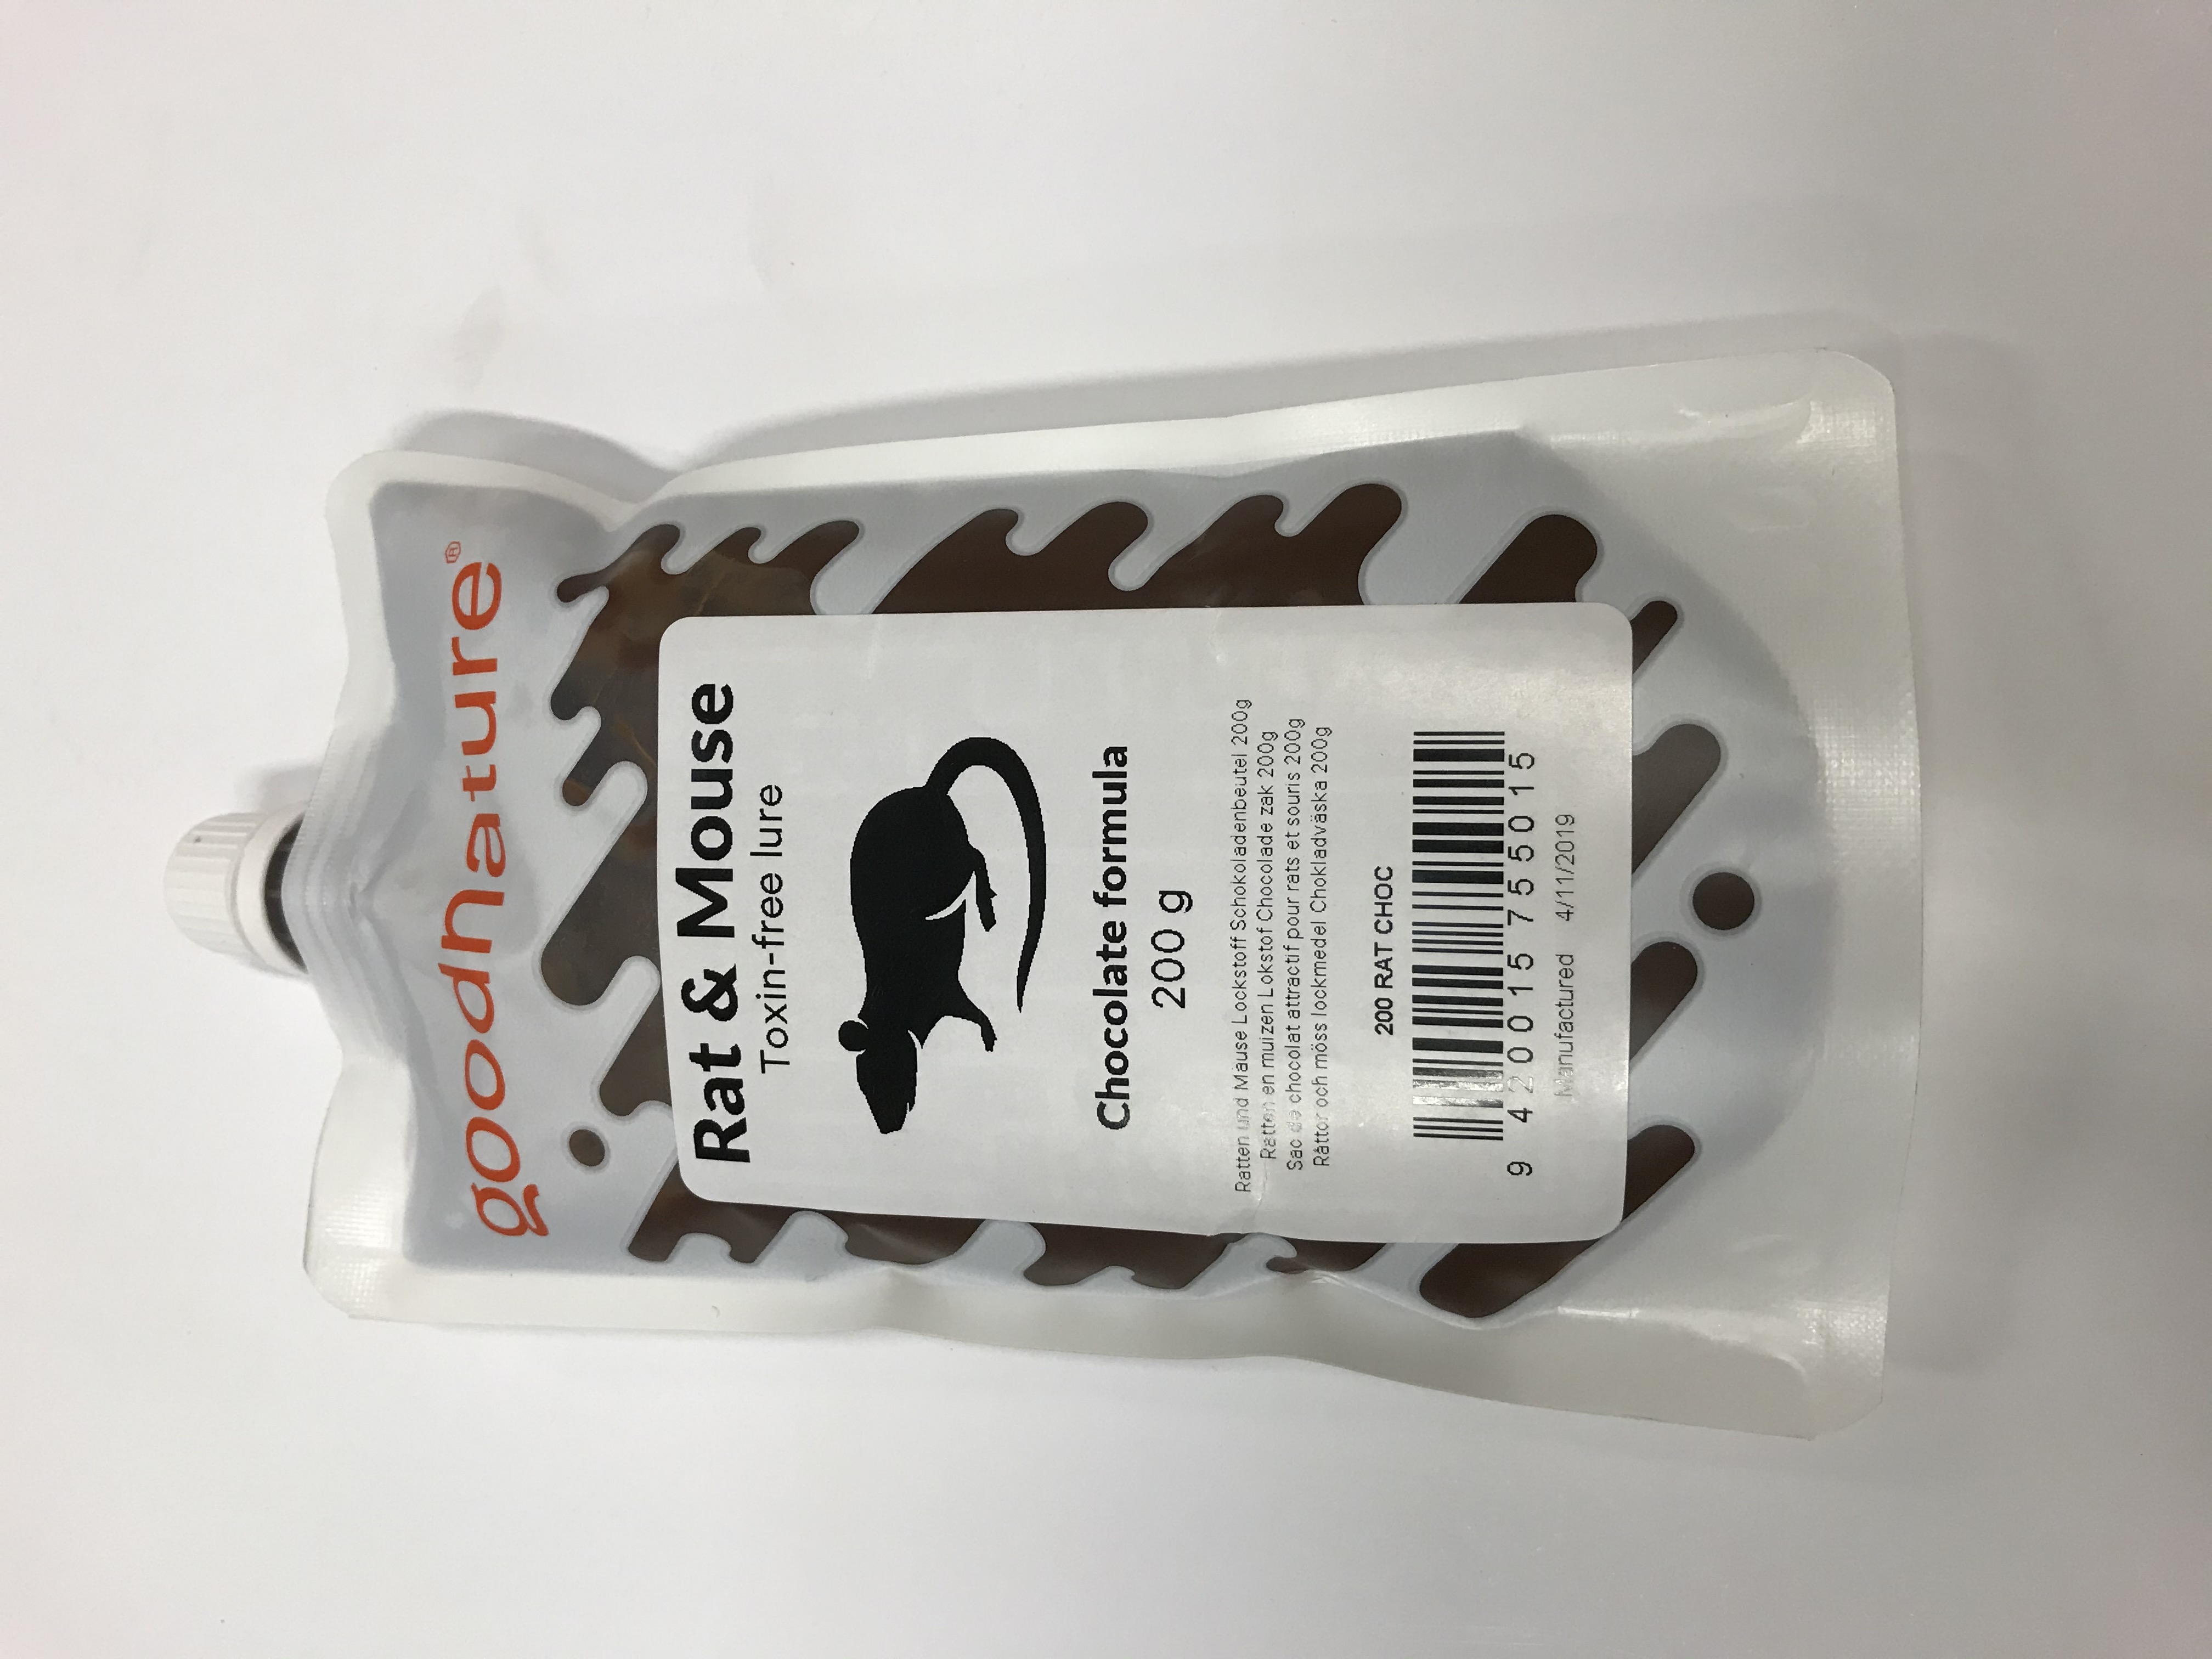 goodnature®
Rat & Mouse
Toxin-free lure
Chocolate formula
200 g
Ratten und Mäuse Lockstoff Schokoladenbeutel 200g
Ratten en muizen Lokstof Chocolade zak 200g
Sac de chocolat attractif pour rats et souris 200g
Råttor och möss lockmedel Chokladväska 200g
200 RAT CHOC
9 420015 755015
Manufactured 4/11/2019